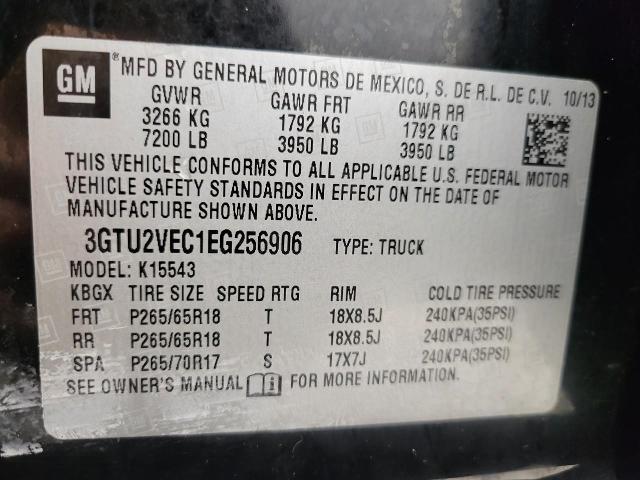 GM
® MFD BY GENERAL MOTORS DE MEXICO, S. DE R.L. DE C.V. 10/13
GVWR GAWR FRT GAWR RR
3266 KG 1792 KG 1792 KG
7200 LB 3950 LB 3950 LB
THIS VEHICLE CONFORMS TO ALL APPLICABLE U.S. FEDERAL MOTOR
VEHICLE SAFETY STANDARDS IN EFFECT ON THE DATE OF
MANUFACTURE SHOWN ABOVE.
3GTU2VEC1EG256906 TYPE: TRUCK
MODEL: K15543
KBGX TIRE SIZE SPEED RTG RIM COLD TIRE PRESSURE
FRT P265/65R18 T 18X8.5J 240KPA(35PSI)
RR P265/65R18 T 18X8.5J 240KPA(35PSI)
SPA P265/70R17 S 17X7J 240KPA(35PSI)
SEE OWNER'S MANUAL FOR MORE INFORMATION.